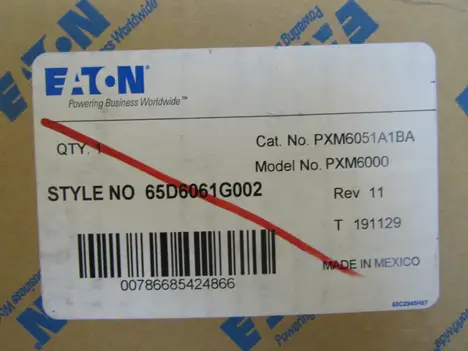 EATON
Powering Business Worldwide™
QTY. 1
Cat. No. PXM6051A1BA
Model No. PXM6000
STYLE NO 65D6061G002
Rev 11
T 191129
00786685424866
MADE IN MEXICO